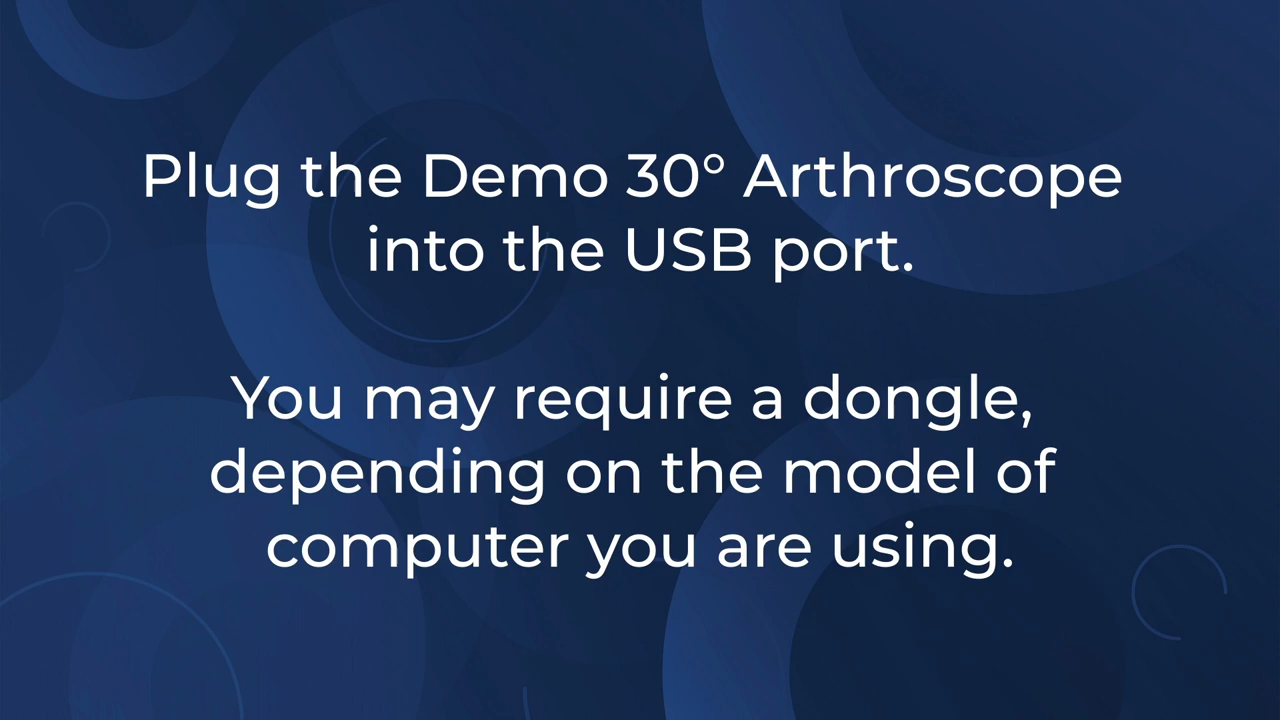 Plug the Demo 30° Arthroscope
into the USB port.
You may require a dongle,
depending on the model of
computer you are using.